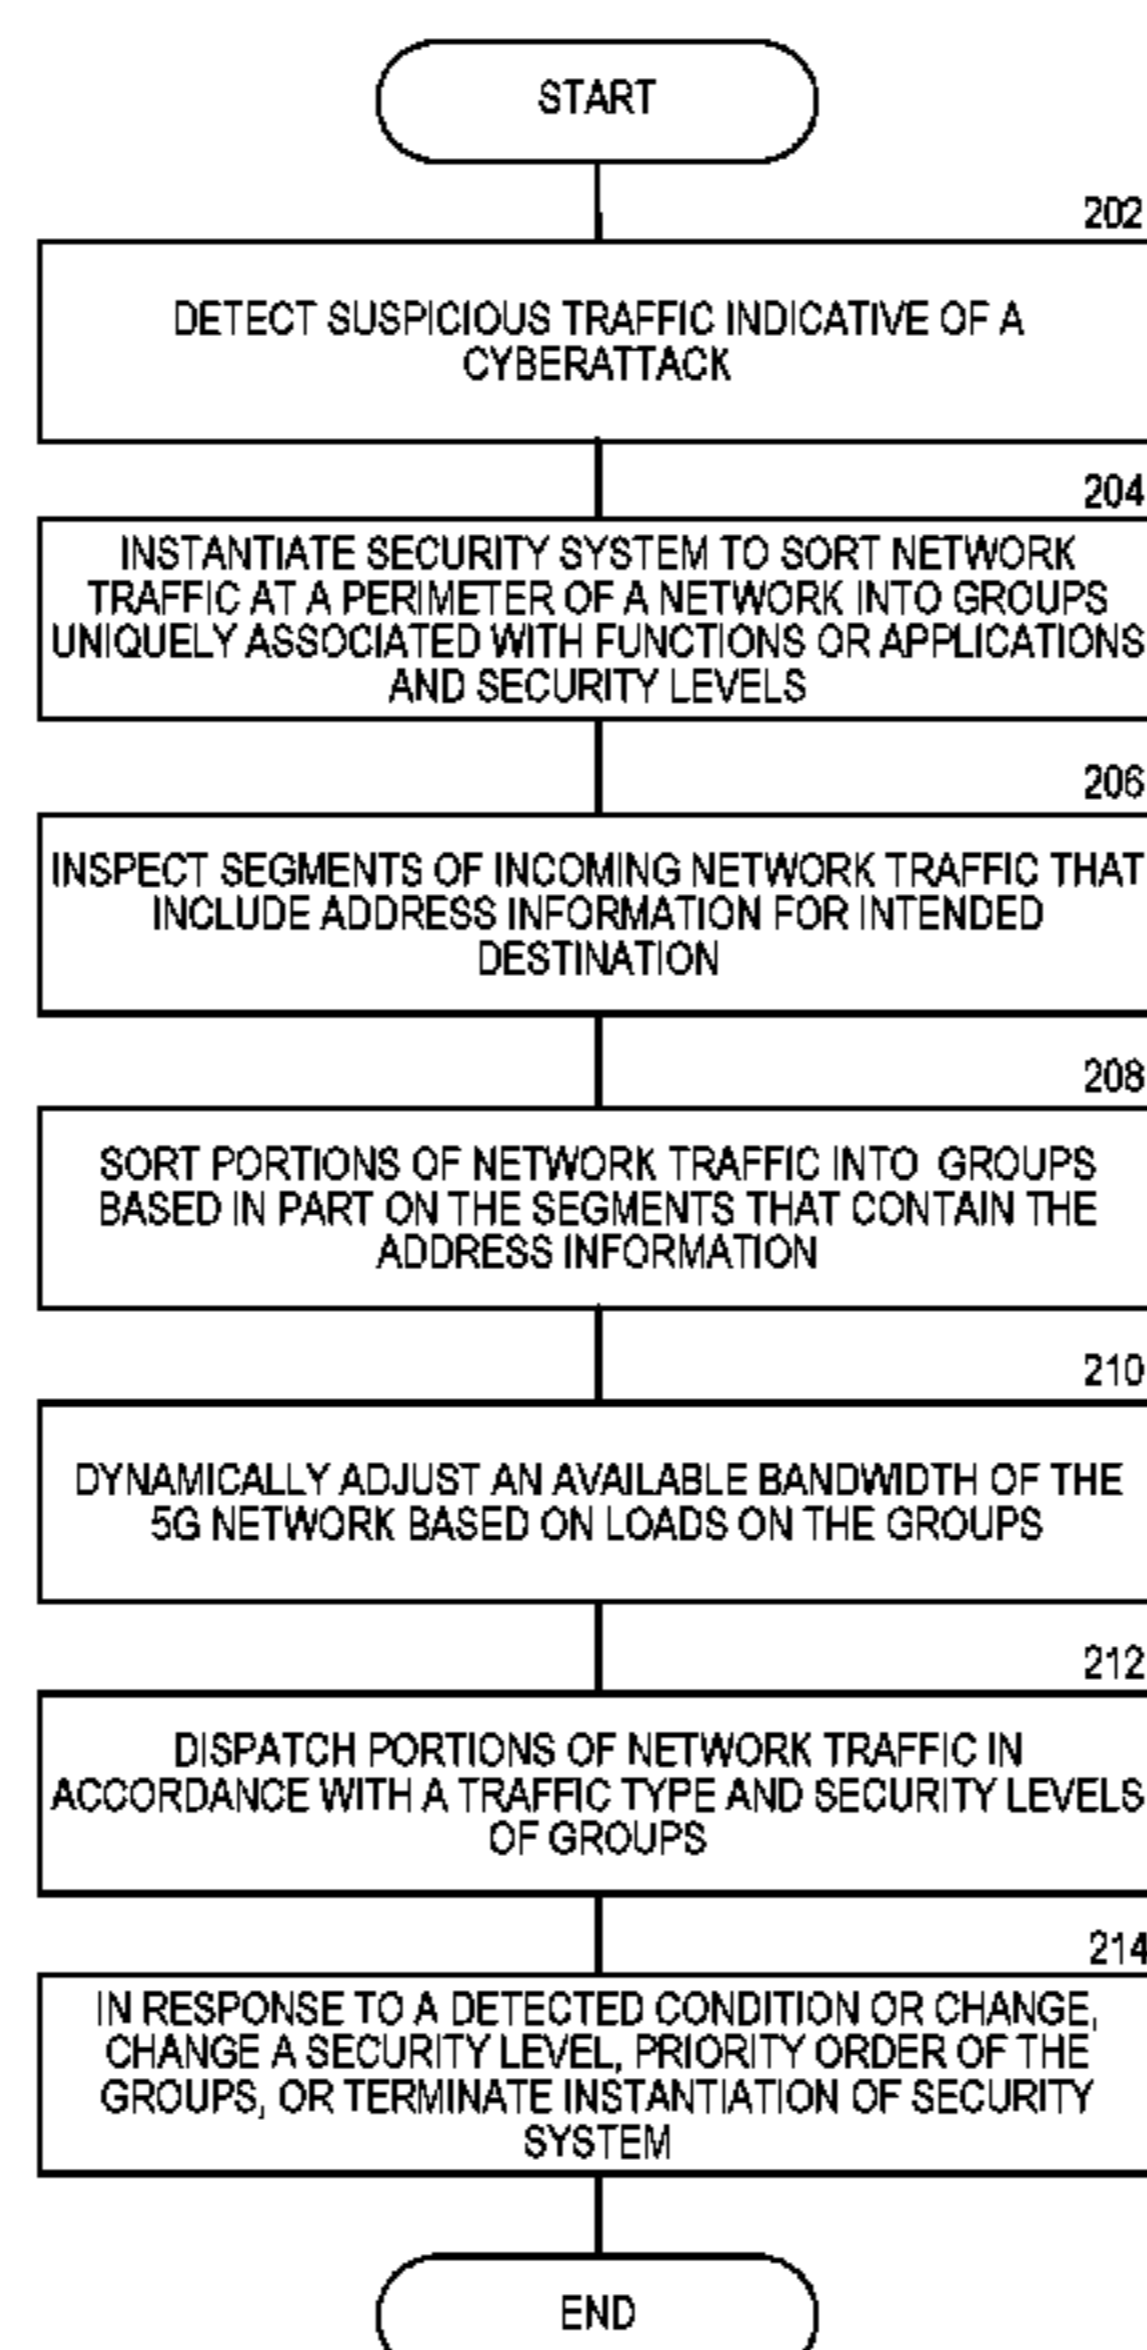 START
202
DETECT SUSPICIOUS TRAFFIC INDICATIVE OF A
CYBERATTACK
204
INSTANTIATE SECURITY SYSTEM TO SORT NETWORK
TRAFFIC AT A PERIMETER OF A NETWORK INTO GROUPS
UNIQUELY ASSOCIATED WITH FUNCTIONS OR APPLICATIONS
AND SECURITY LEVELS
206
INSPECT SEGMENTS OF INCOMING NETWORK TRAFFIC THAT
INCLUDE ADDRESS INFORMATION FOR INTENDED
DESTINATION
208
SORT PORTIONS OF NETWORK TRAFFIC INTO GROUPS
BASED IN PART ON THE SEGMENTS THAT CONTAIN THE
ADDRESS INFORMATION
210
DYNAMICALLY ADJUST AN AVAILABLE BANDWIDTH OF THE
5G NETWORK BASED ON LOADS ON THE GROUPS
212
DISPATCH PORTIONS OF NETWORK TRAFFIC IN
ACCORDANCE WITH A TRAFFIC TYPE AND SECURITY LEVELS
OF GROUPS
214
IN RESPONSE TO A DETECTED CONDITION OR CHANGE,
CHANGE A SECURITY LEVEL, PRIORITY ORDER OF THE
GROUPS, OR TERMINATE INSTANTIATION OF SECURITY
SYSTEM
END